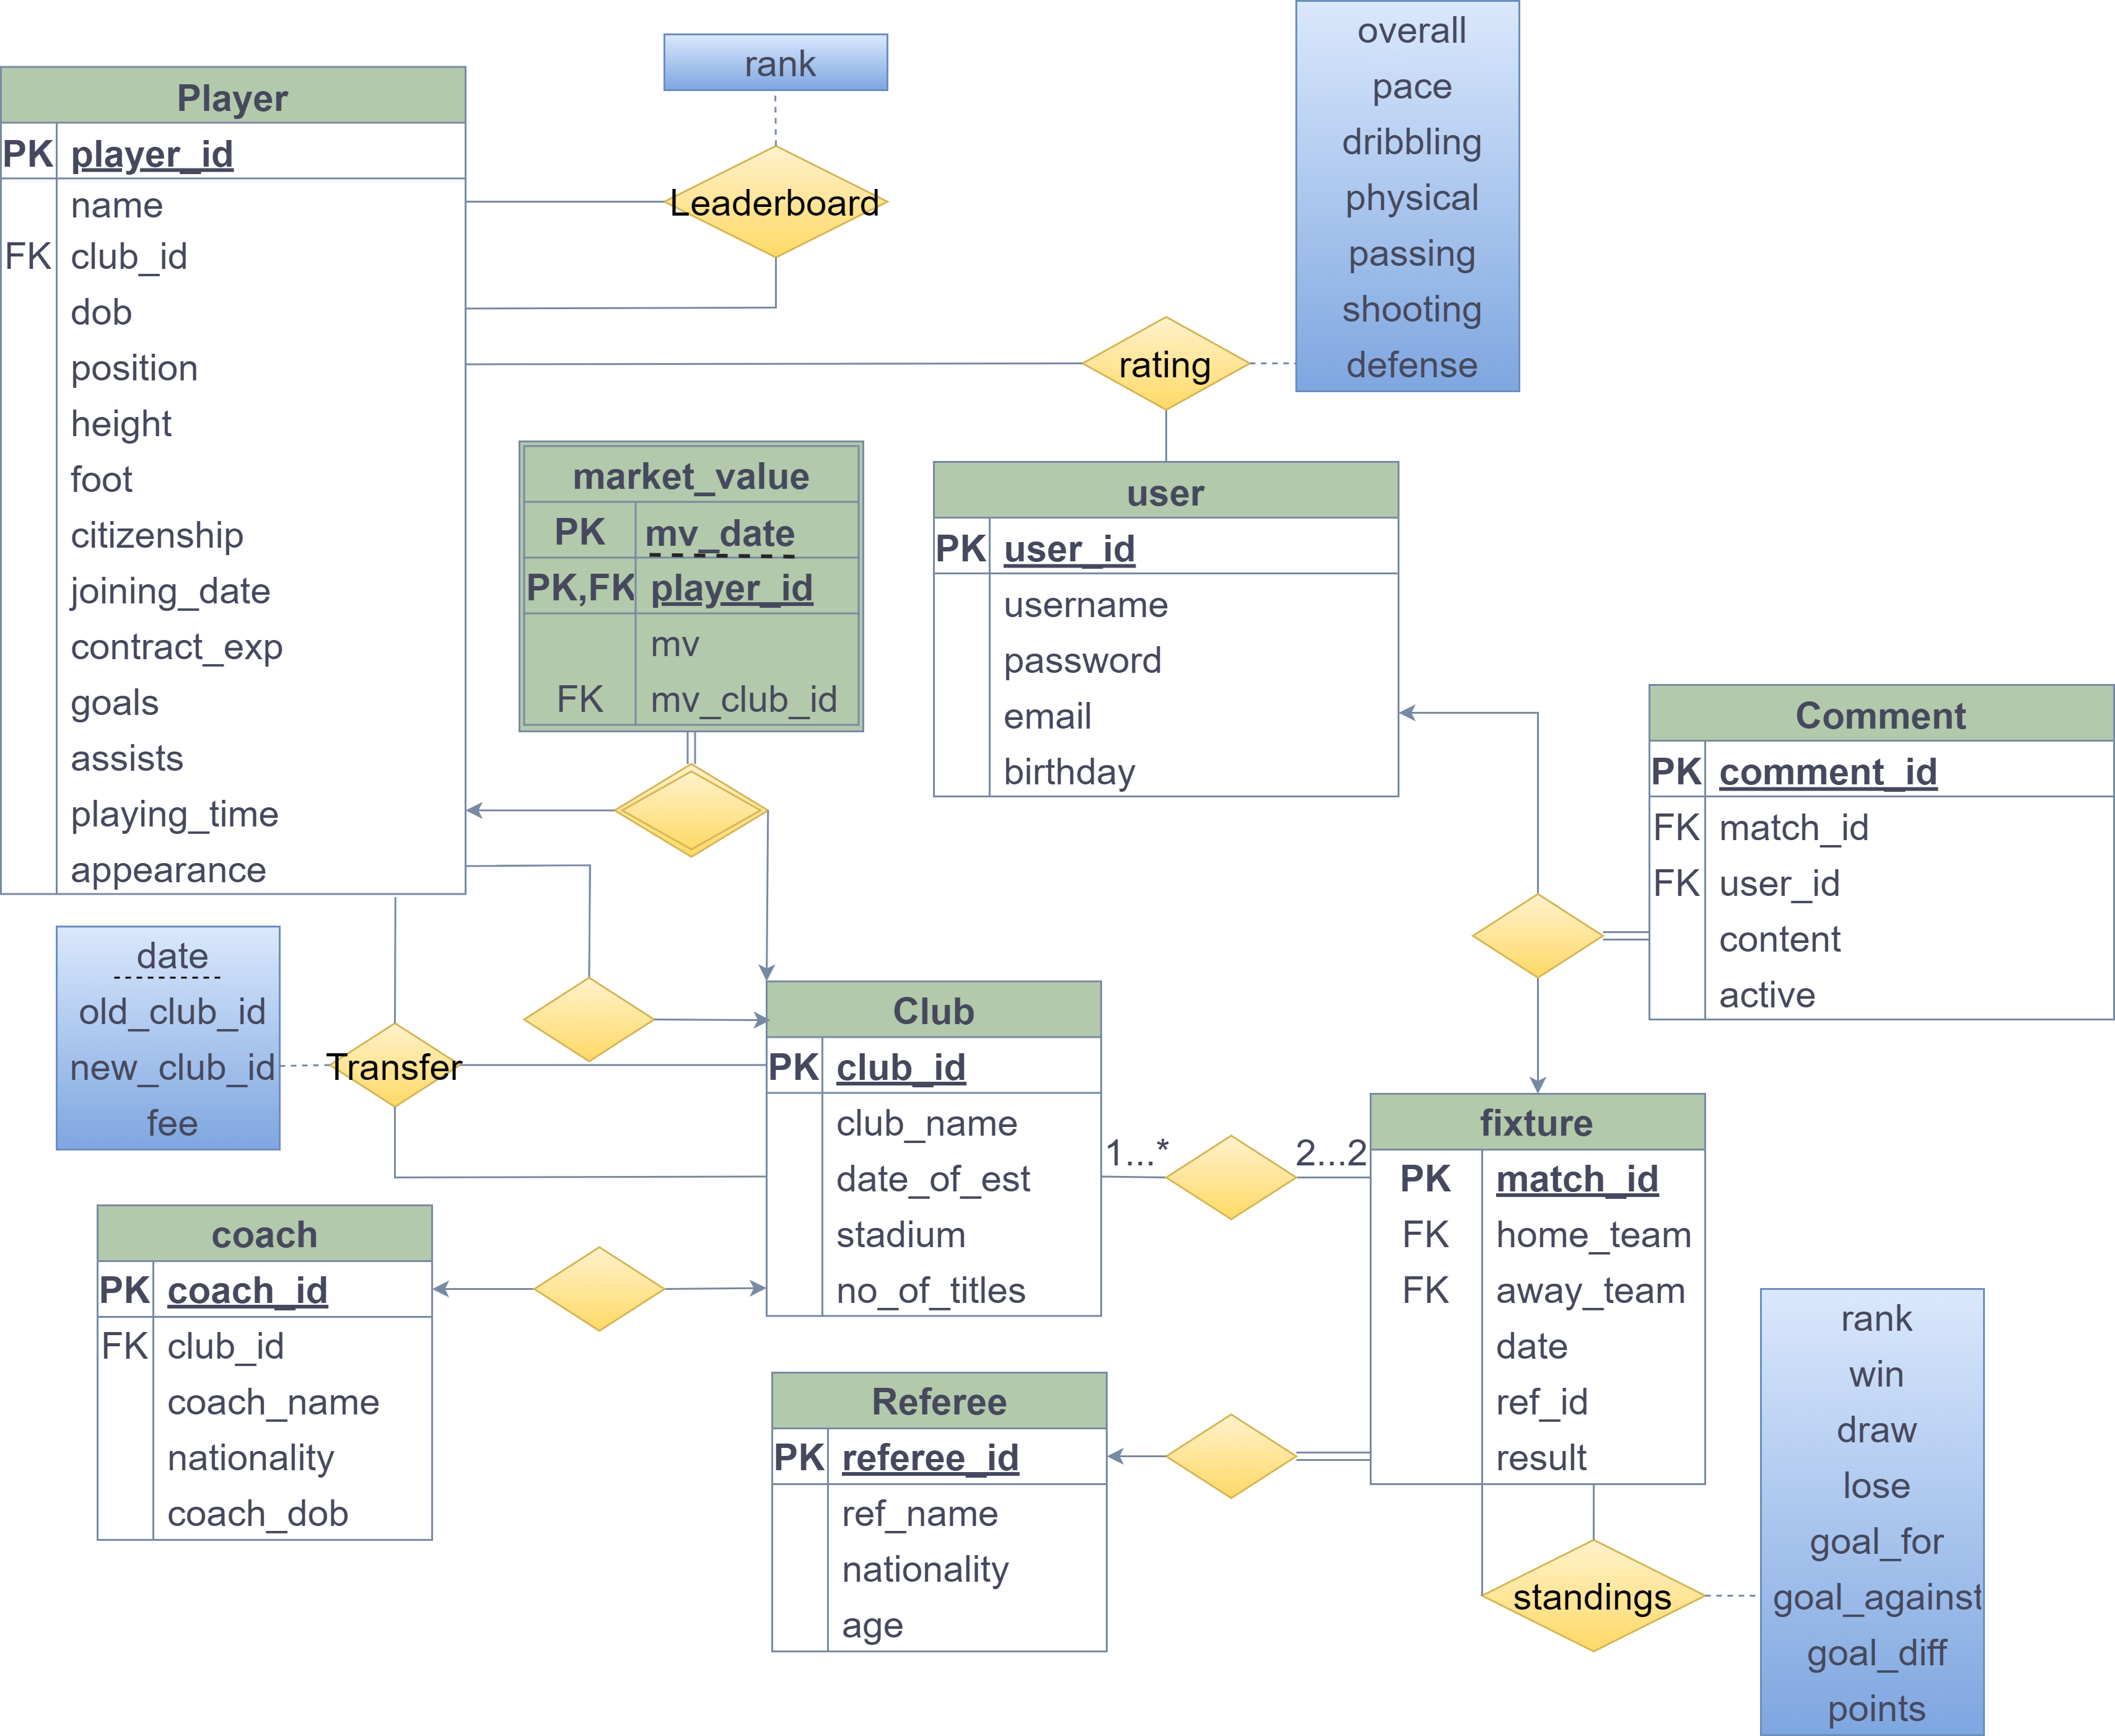 Player
PK player_id
name
FK club_id
dob
position
height
foot
citizenship
joining_date
contract_exp
goals
assists
playing_time
appearance
rank
Leaderboard
overall
pace
dribbling
physical
passing
shooting
defense
rating
market_value
PK mv_date
PK,FK player_id
mv
FK mv_club_id
user
PK user_id
username
password
email
birthday
Comment
PK comment_id
FK match_id
FK user_id
content
active
date
old_club_id
new_club_id
fee
Transfer
Club
PK club_id
club_name
date_of_est
stadium
no_of_titles
1...*
2...2
fixture
PK match_id
FK home_team
FK away_team
date
ref_id
result
coach
PK coach_id
FK club_id
coach_name
nationality
coach_dob
Referee
PK referee_id
ref_name
nationality
age
standings
rank
win
draw
lose
goal_for
goal_against
goal_diff
points